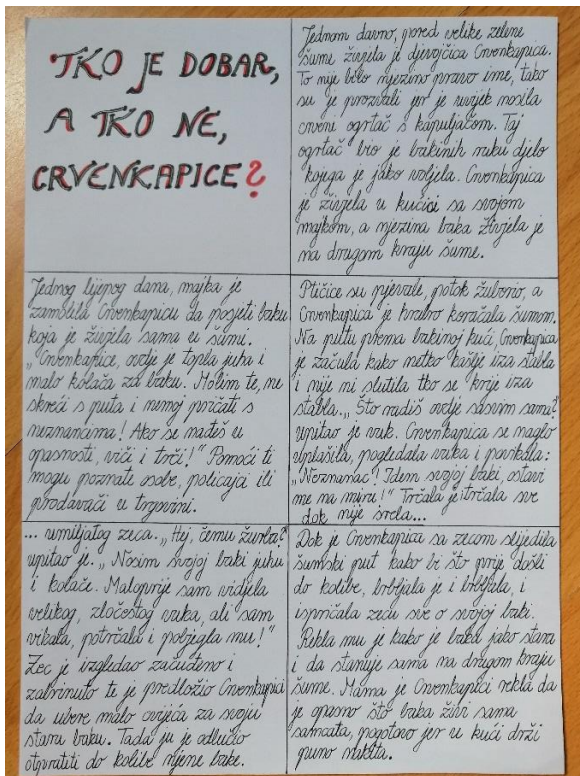 TKO JE DOBAR,
A TKO NE,
CRVENKAPICE?
Jednom davno, pored velike zelene
šume živjela je djevojčica Crvenkapica.
To nije bilo njezino pravo ime, tako
su je prozvali jer je uvijek nosila
crveni ogrtač s kapuljačom. Taj
ogrtač bio je bakinih ruku djelo
kojega je jako voljela. Crvenkapica
je živjela u kućici sa svojom
majkom, a njezina baka živjela je
na drugom kraju šume.
Jednog lijepog dana, majka je
zamolila Crvenkapicu da posjeti baku
koja je živjela sama u šumi.
„Crvenkapice, ovdje je topla juha i
malo kolača za baku. Molim te, ne
skreći s puta i nemoj pričati s
neznancima! Ako se nađeš u
opasnosti, viči i trči!" Pomoći ti
mogu poznate osobe, policajci ili
prodavači u trgovini.
Ptičice su pjevale, potok žuborio, a
Crvenkapica je žurno koračala šumom.
Na putu prema bakinoj kući, Crvenkapica
je začula kako netko kašlje iza stabla
i nije ni slutila tko se krije iza
stabla. „Što radiš ovdje sasvim sama?"
upitao je vuk. Crvenkapica se naglo
uplašila, pogledala vuka i povikala:
„Neznanac! Idem svojoj baki, ostavi
me na miru!" Trčala je i trčala sve
dok nije srela...
... umiljatog zeca. „Hej, čemu žurba?"
upitao je. „Nosim svojoj baki juhu
i kolače. Maloprije sam vidjela
velikog, zločestog vuka, ali sam
vikala, potrčala i pobjegla mu!"
Zec je izgledao začuđeno i
zabrinuto te je predložio Crvenkapici
da ubere malo cvijeća za svoju
staru baku. Tada ju je odlučio
otpratiti do kolibe njene bake.
Dok je Crvenkapica sa zecom slijedila
šumski put kako bi što prije došli
do kolibe, brbljala je i brbljala, i
ispričala zecu sve o svojoj baki.
Rekla mu je kako je baka jako stara
i da stanuje sama na drugom kraju
šume. Mama je Crvenkapici rekla da
je opasno što baka živi sama
samcata, pogotovo jer u kući drži
puno nakita.